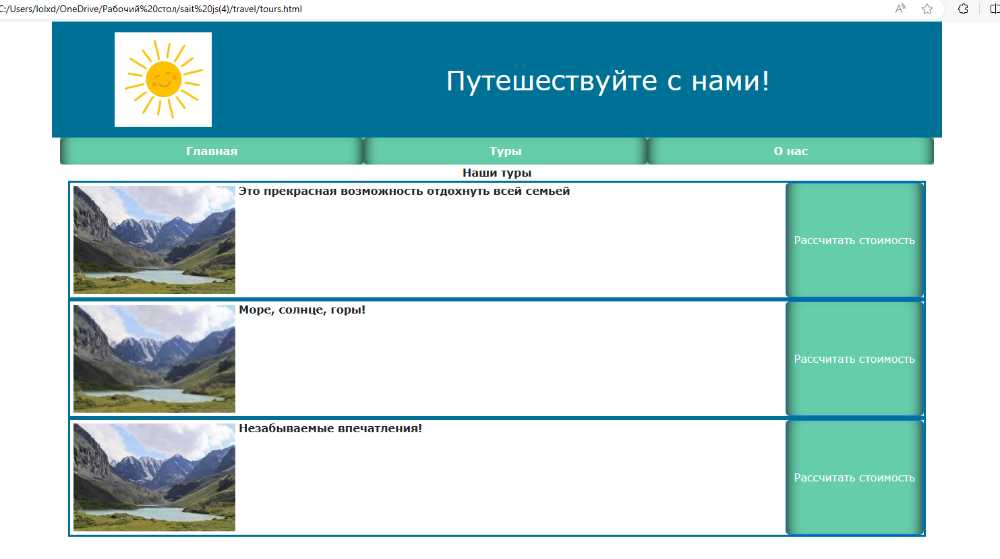 C:/Users/lolxd/OneDrive/Рабочий%20стол/sait%20js(4)/travel/tours.html
Путешествуйте с нами!
Главная
Туры
О нас
Наши туры
Это прекрасная возможность отдохнуть всей семьей
Рассчитать стоимость
Море, солнце, горы!
Рассчитать стоимость
Незабываемые впечатления!
Рассчитать стоимость